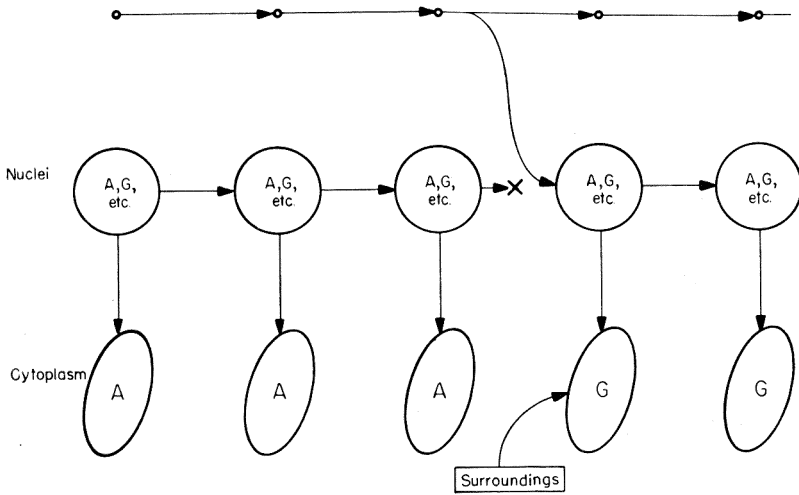 Nuclei
A,G,
etc.
A,G,
etc.
A,G,
etc.
A,G,
etc.
A,G,
etc.
Cytoplasm
A
A
A
G
G
Surroundings